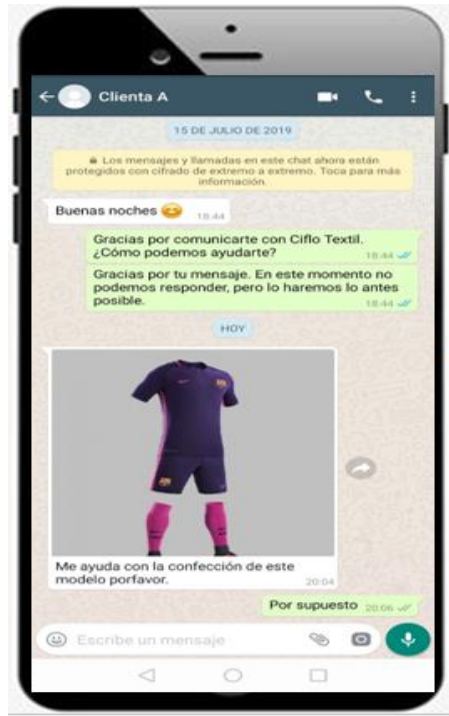 Clienta A
15 DE JULIO DE 2019
Los mensajes y llamadas en este chat ahora están
protegidos con cifrado de extremo a extremo. Toca para más
información.
Buenas noches
18:44
Gracias por comunicarte con Ciflo Textil.
¿Cómo podemos ayudarte?
18:44
Gracias por tu mensaje. En este momento no
podemos responder, pero lo haremos lo antes
posible.
18:44
HOY
Me ayuda con la confección de este
modelo porfavor.
20:04
Por supuesto 20:06
Escribe un mensaje